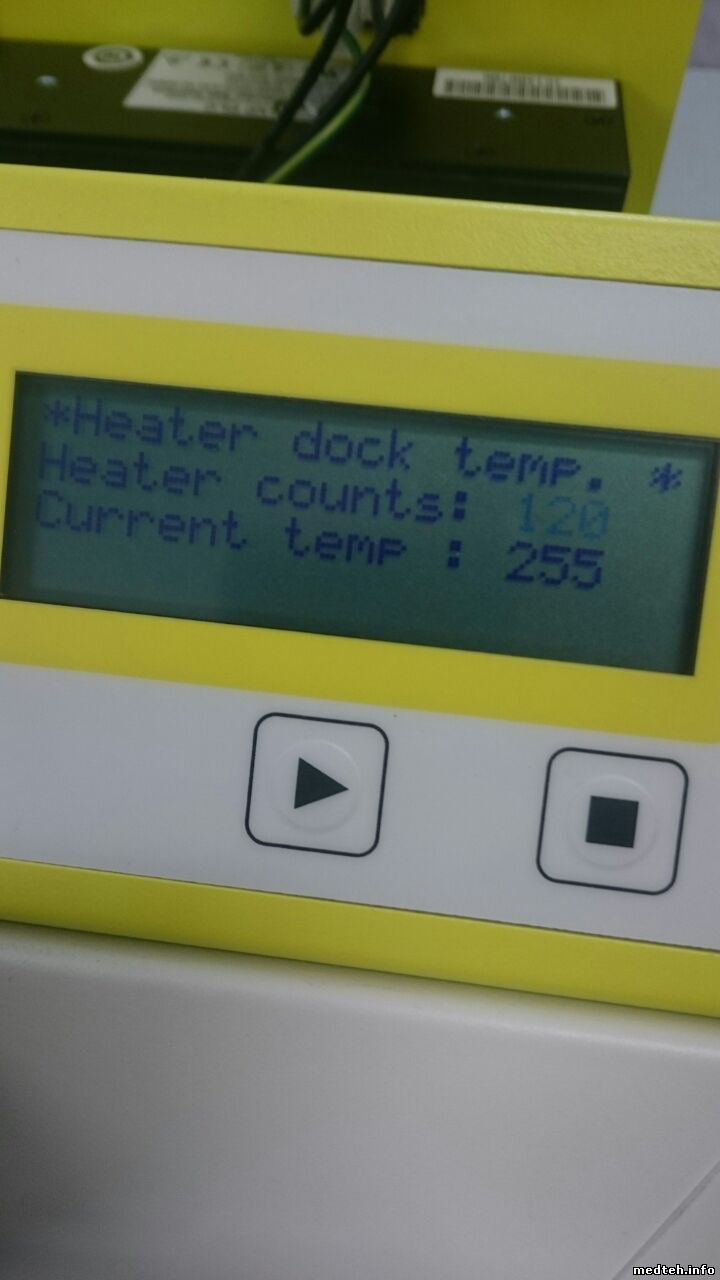 *Heater dock temp. *
Heater counts: 120
Current temp : 255
medteh.info